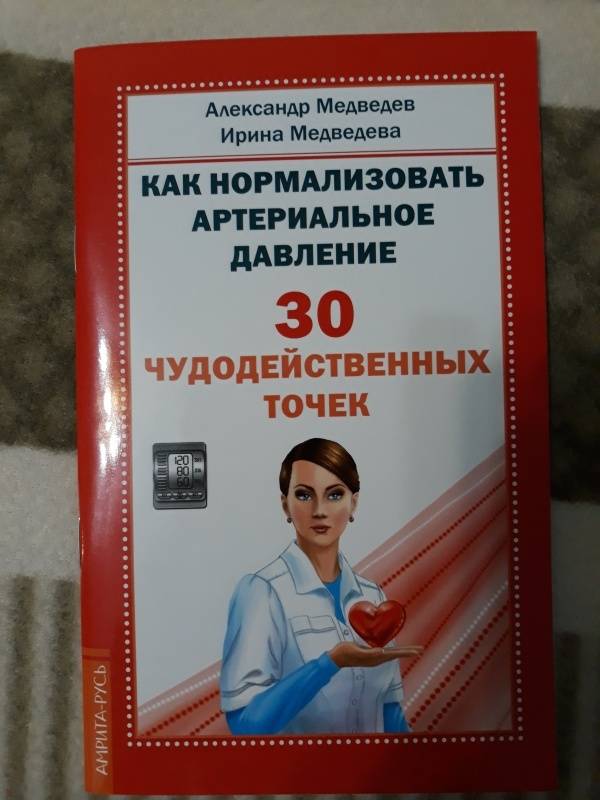 Александр Медведев
Ирина Медведева
КАК НОРМАЛИЗОВАТЬ
АРТЕРИАЛЬНОЕ
ДАВЛЕНИЕ
30
ЧУДОДЕЙСТВЕННЫХ
ТОЧЕК
120
80
60
АМРИТА-РУСЬ